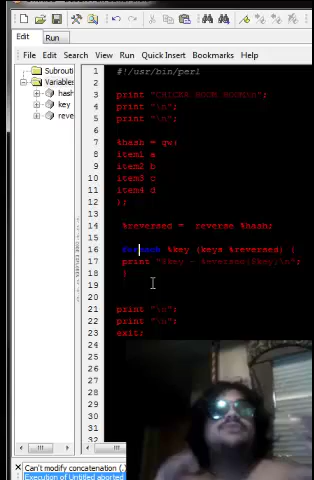 Edit Run
File Edit View Search Run Quick Insert Bookmarks
Subrouti
Variables
hash
key
reve
1 #!/usr/bin/perl
2
3 print "CHICKA BOOM BOOM\n";
4 print "\n";
5 print "\n";
6
7 %hash = qw(
8 item1 a
9 item2 b
10 item3 c
11 item4 d
12 );
13
14 %reversed = reverse %hash;
15
16 foreach %key (keys %reversed) {
17 print
18 }
19
20
21 print "\n";
22 print "\n";
23 exit;
24
25
26
27
28
29
30
31
32
Can't modify concatenation (.)
Execution of Untitled aborted